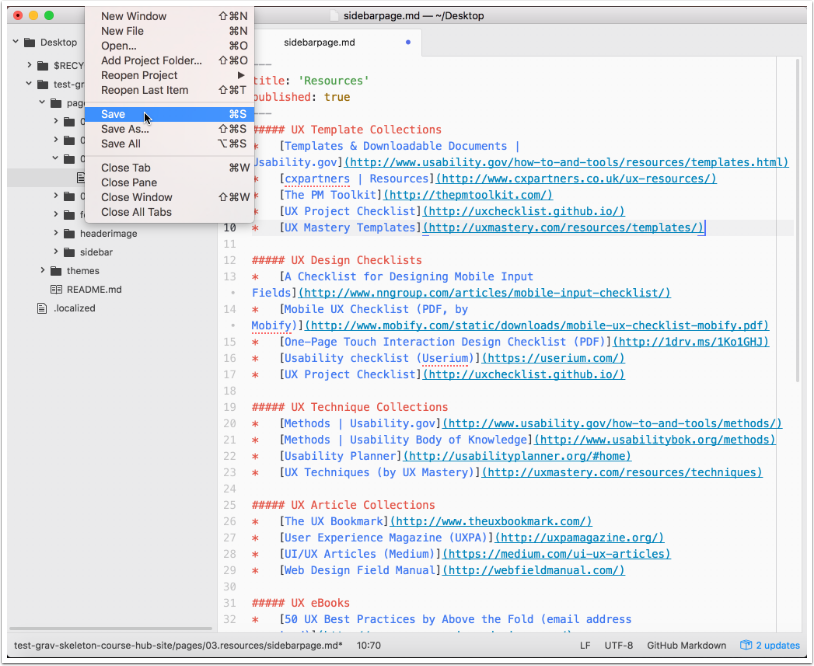 sidebarpage.md — ~/Desktop
New Window ⇧⌘N
New File ⌘N
Open... ⌘O
Add Project Folder... ⇧⌘O
Reopen Project ▶
Reopen Last Item ⇧⌘T
Save ⌘S
Save As... ⇧⌘S
Save All ⌥⌘S
Close Tab ⌘W
Close Pane
Close Window ⇧⌘W
Close All Tabs
Desktop
$RECY
test-gra
pag
0
0
0
0
headerimage
sidebar
themes
README.md
.localized
sidebarpage.md
---
title: 'Resources'
published: true
---
##### UX Template Collections
* [Templates & Downloadable Documents |
Usability.gov](http://www.usability.gov/how-to-and-tools/resources/templates.html)
* [cxpartners | Resources](http://www.cxpartners.co.uk/ux-resources/)
* [The PM Toolkit](http://thepmtoolkit.com/)
* [UX Project Checklist](http://uxchecklist.github.io/)
10 * [UX Mastery Templates](http://uxmastery.com/resources/templates/)
11
12 ##### UX Design Checklists
13 * [A Checklist for Designing Mobile Input
• Fields](http://www.nngroup.com/articles/mobile-input-checklist/)
14 * [Mobile UX Checklist (PDF, by
• Mobify)](http://www.mobify.com/static/downloads/mobile-ux-checklist-mobify.pdf)
15 * [One-Page Touch Interaction Design Checklist (PDF)](http://1drv.ms/1Ko1GHJ)
16 * [Usability checklist (Userium)](https://userium.com/)
17 * [UX Project Checklist](http://uxchecklist.github.io/)
18
19 ##### UX Technique Collections
20 * [Methods | Usability.gov](http://www.usability.gov/how-to-and-tools/methods/)
21 * [Methods | Usability Body of Knowledge](http://www.usabilitybok.org/methods)
22 * [Usability Planner](http://usabilityplanner.org/#home)
23 * [UX Techniques (by UX Mastery)](http://uxmastery.com/resources/techniques)
24
25 ##### UX Article Collections
26 * [The UX Bookmark](http://www.theuxbookmark.com/)
27 * [User Experience Magazine (UXPA)](http://uxpamagazine.org/)
28 * [UI/UX Articles (Medium)](https://medium.com/ui-ux-articles)
29 * [Web Design Field Manual](http://webfieldmanual.com/)
30
31 ##### UX eBooks
32 * [50 UX Best Practices by Above the Fold (email address
test-grav-skeleton-course-hub-site/pages/03.resources/sidebarpage.md* 10:70 LF UTF-8 GitHub Markdown 2 updates